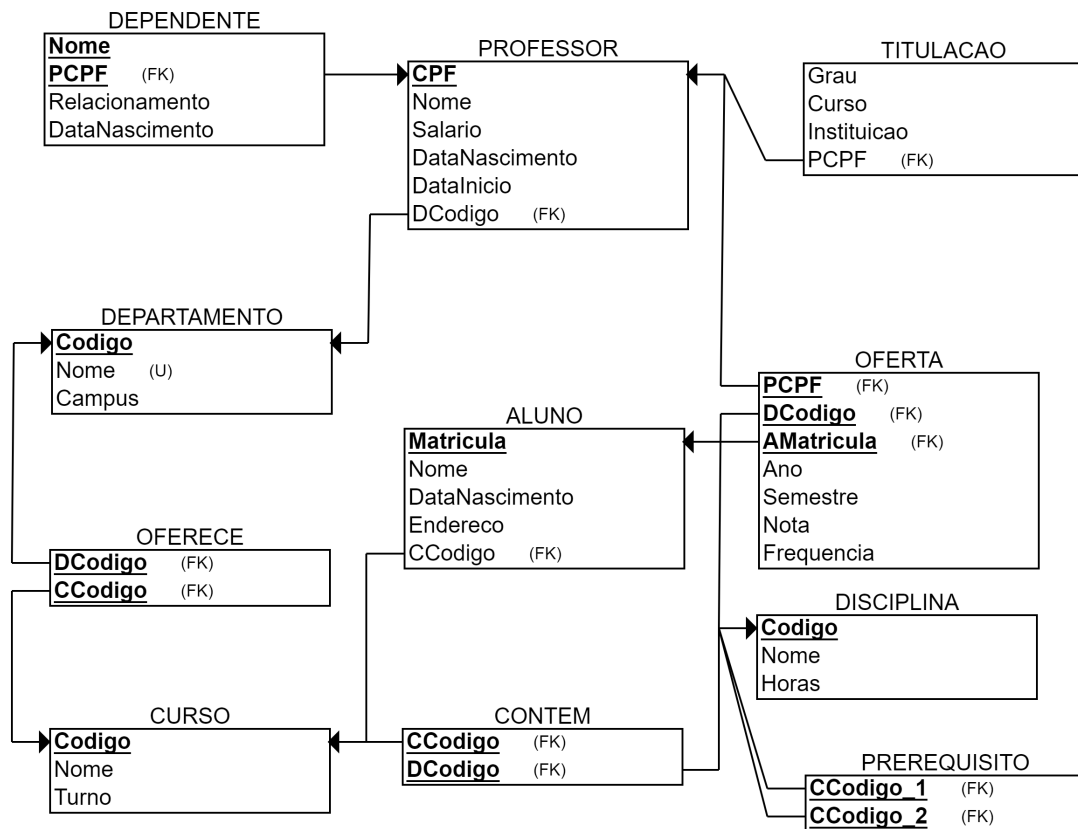 DEPENDENTE
Nome
PCPF (FK)
Relacionamento
DataNascimento
PROFESSOR
CPF
Nome
Salario
DataNascimento
DataInicio
DCodigo (FK)
TITULACAO
Grau
Curso
Instituicao
PCPF (FK)
DEPARTAMENTO
Codigo
Nome (U)
Campus
ALUNO
Matricula
Nome
DataNascimento
Endereco
CCodigo (FK)
OFERTA
PCPF (FK)
DCodigo (FK)
AMatricula (FK)
Ano
Semestre
Nota
Frequencia
OFERECE
DCodigo (FK)
CCodigo (FK)
DISCIPLINA
Codigo
Nome
Horas
CURSO
Codigo
Nome
Turno
CONTEM
CCodigo (FK)
DCodigo (FK)
PREREQUISITO
CCodigo_1 (FK)
CCodigo_2 (FK)